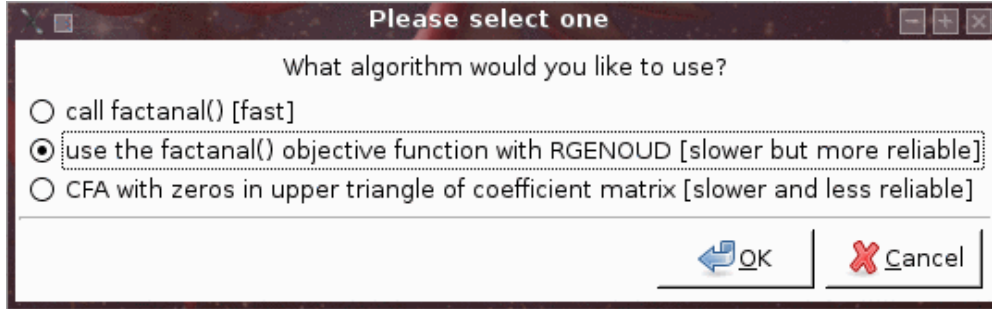 Please select one
What algorithm would you like to use?
call factanal() [fast]
use the factanal() objective function with RGENOUD [slower but more reliable]
CFA with zeros in upper triangle of coefficient matrix [slower and less reliable]
OK Cancel